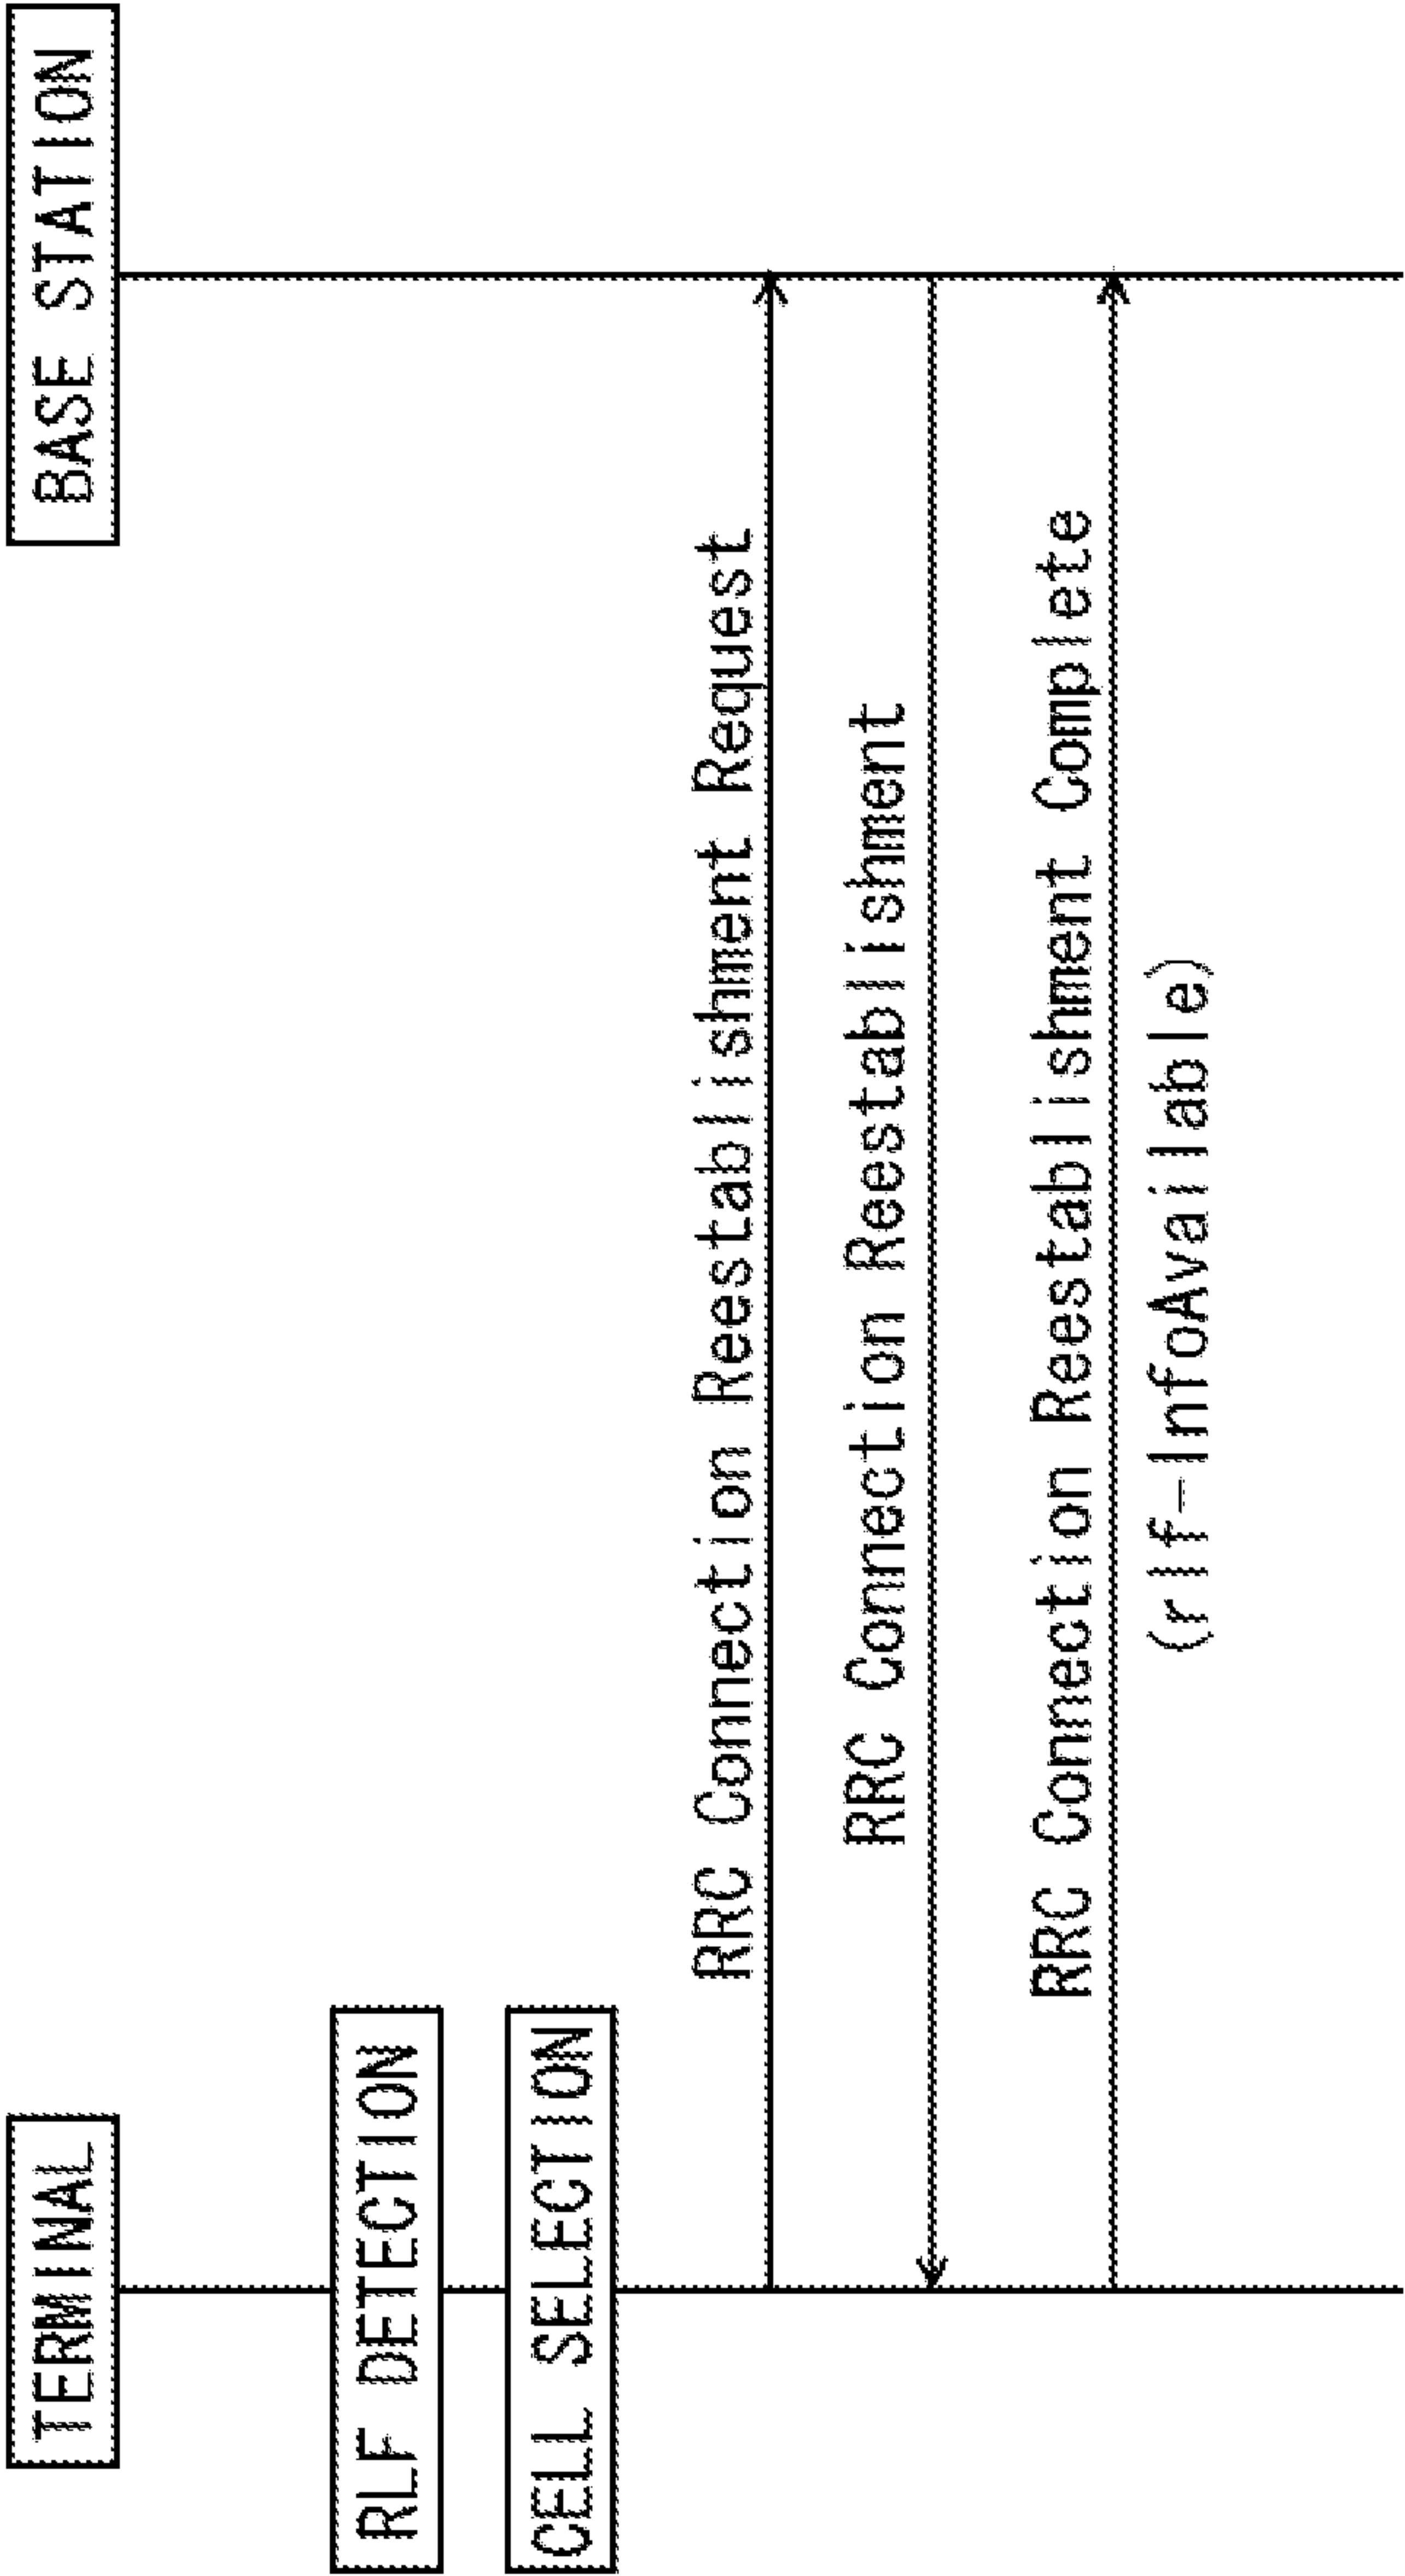 TERMINAL
BASE STATION
RLF DETECTION
CELL SELECTION
RRC Connection Reestablishment Request
RRC Connection Reestablishment
RRC Connection Reestablishment Complete
(rlf-InfoAvailable)